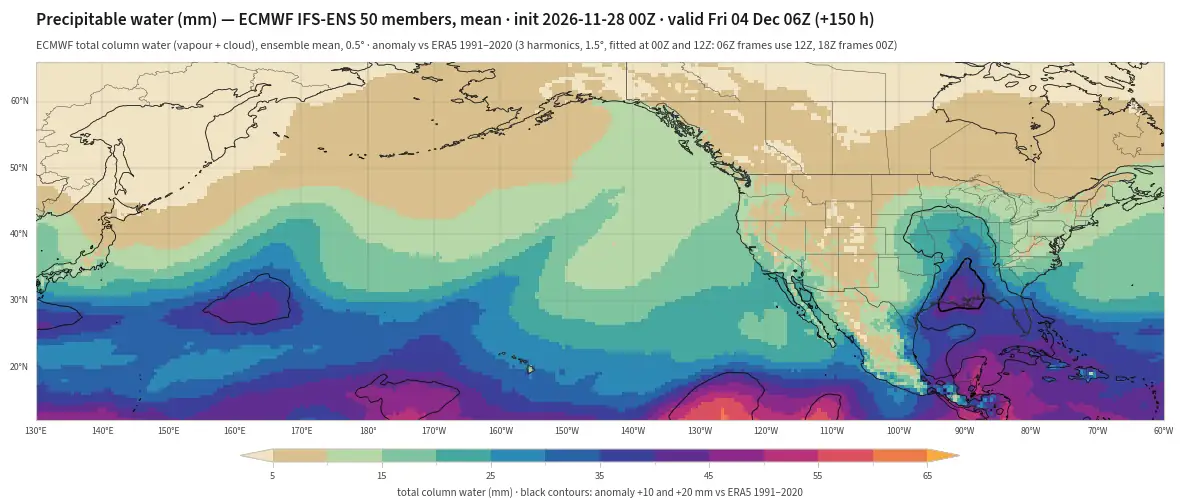 Precipitable water (mm) — ECMWF IFS-ENS 50 members, mean · init 2026-11-28 00Z · valid Fri 04 Dec 06Z (+150 h)
ECMWF total column water (vapour + cloud), ensemble mean, 0.5° · anomaly vs ERA5 1991–2020 (3 harmonics, 1.5°, fitted at 00Z and 12Z: 06Z frames use 12Z, 18Z frames 00Z)
60°N
50°N
40°N
30°N
20°N
130°E 140°E 150°E 160°E 170°E 180° 170°W 160°W 150°W 140°W 130°W 120°W 110°W 100°W 90°W 80°W 70°W 60°W
5 15 25 35 45 55 65
total column water (mm) · black contours: anomaly +10 and +20 mm vs ERA5 1991–2020